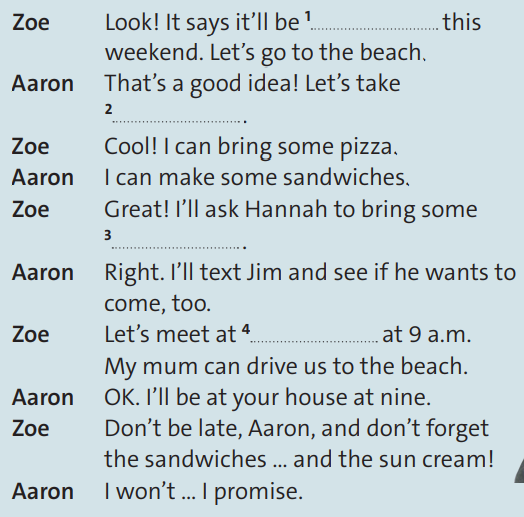 Zoe Look! It says it'll be 1.......................... this
weekend. Let's go to the beach.
Aaron That's a good idea! Let's take
2.......................... .
Zoe Cool! I can bring some pizza.
Aaron I can make some sandwiches.
Zoe Great! I'll ask Hannah to bring some
3.......................... .
Aaron Right. I'll text Jim and see if he wants to
come, too.
Zoe Let's meet at 4.......................... at 9 a.m.
My mum can drive us to the beach.
Aaron OK. I'll be at your house at nine.
Zoe Don't be late, Aaron, and don't forget
the sandwiches ... and the sun cream!
Aaron I won't ... I promise.